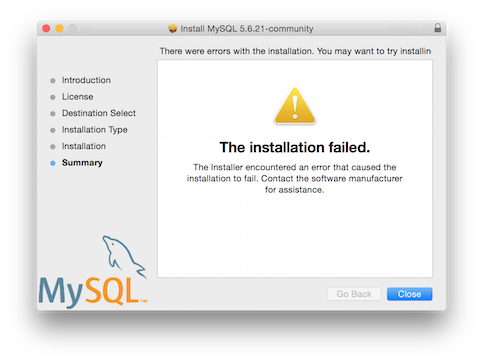 Install MySQL 5.6.21-community
There were errors with the installation. You may want to try installin
Introduction
License
Destination Select
Installation Type
Installation
Summary
The installation failed.
The Installer encountered an error that caused the
installation to fail. Contact the software manufacturer
for assistance.
MySQL™
Go Back
Close